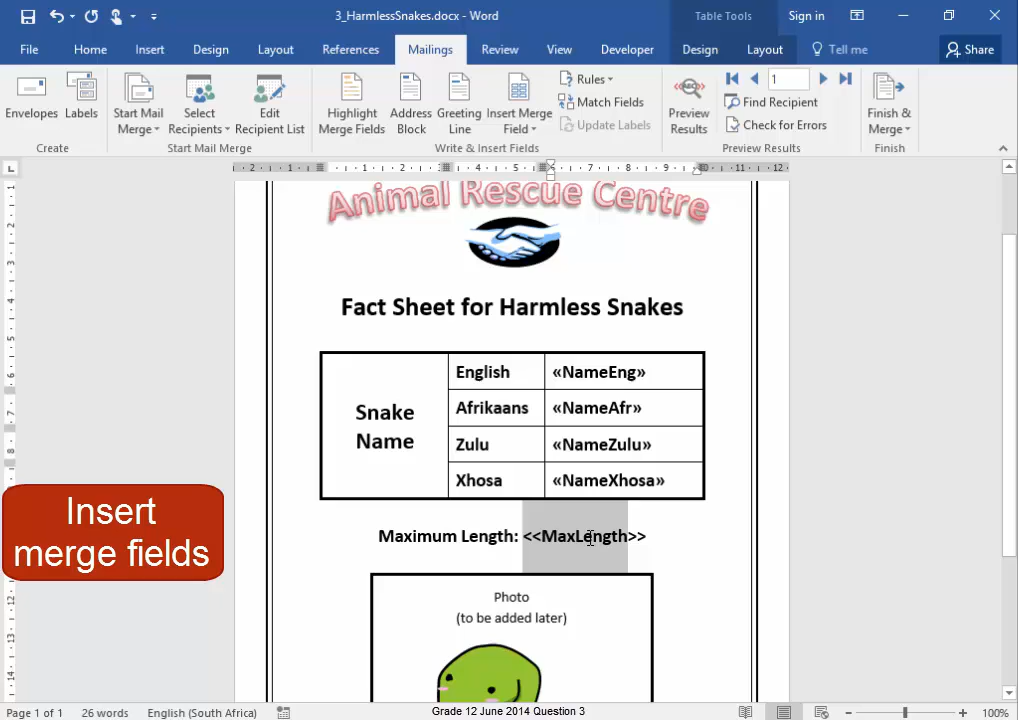 3_HarmlessSnakes.docx - Word
Table Tools
Sign in
File
Home
Insert
Design
Layout
References
Mailings
Review
View
Developer
Design
Layout
Tell me
Share
Envelopes
Labels
Start Mail
Merge
Select
Recipients
Edit
Recipient List
Highlight
Merge Fields
Address
Block
Greeting
Line
Insert Merge
Field
Rules
Match Fields
Update Labels
Preview
Results
1
Find Recipient
Check for Errors
Finish &
Merge
Create
Start Mail Merge
Write & Insert Fields
Preview Results
Finish
Animal Rescue Centre
Fact Sheet for Harmless Snakes
Snake
Name
English
«NameEng»
Afrikaans
«NameAfr»
Zulu
«NameZulu»
Xhosa
«NameXhosa»
Insert
merge fields
Maximum Length: <<MaxLength>>
Photo
(to be added later)
Page 1 of 1
26 words
English (South Africa)
Grade 12 June 2014 Question 3
100%